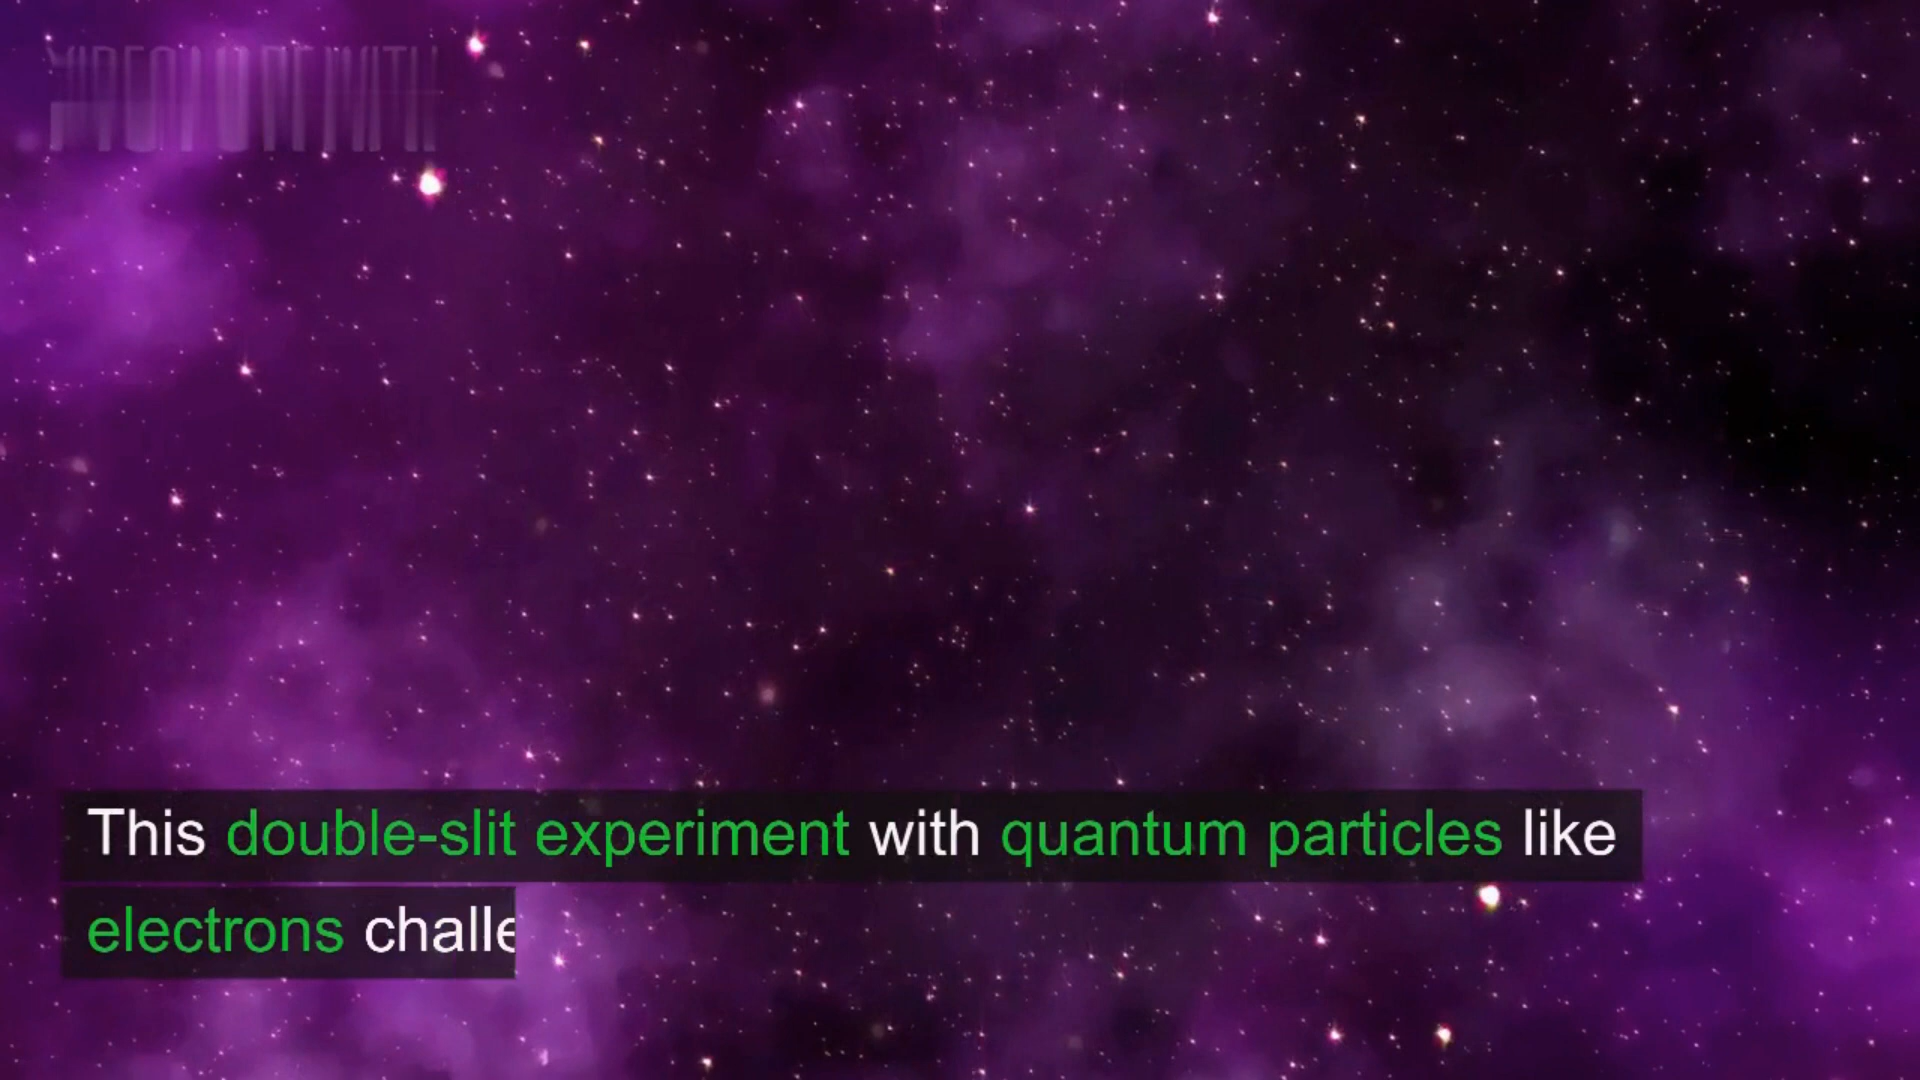 This double-slit experiment with quantum particles like
electrons challe